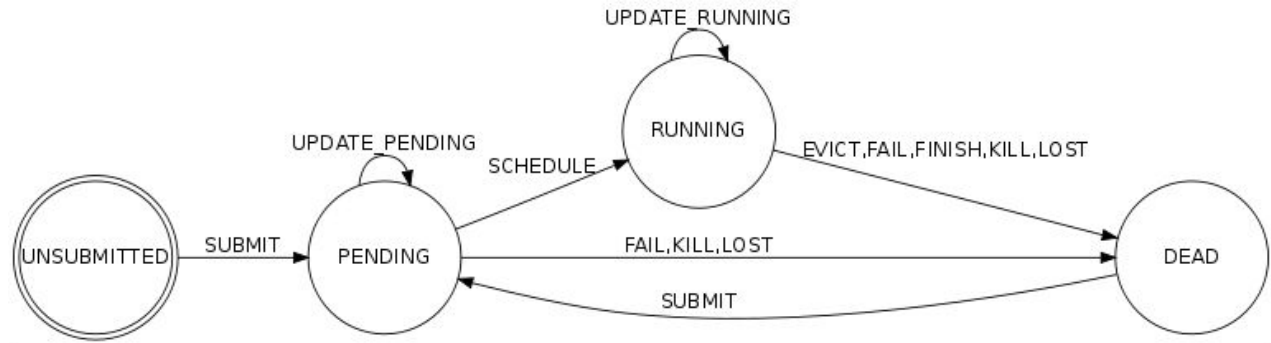 UPDATE_RUNNING
RUNNING
UPDATE_PENDING
SCHEDULE
EVICT,FAIL,FINISH,KILL,LOST
UNSUBMITTED
SUBMIT
PENDING
FAIL,KILL,LOST
DEAD
SUBMIT